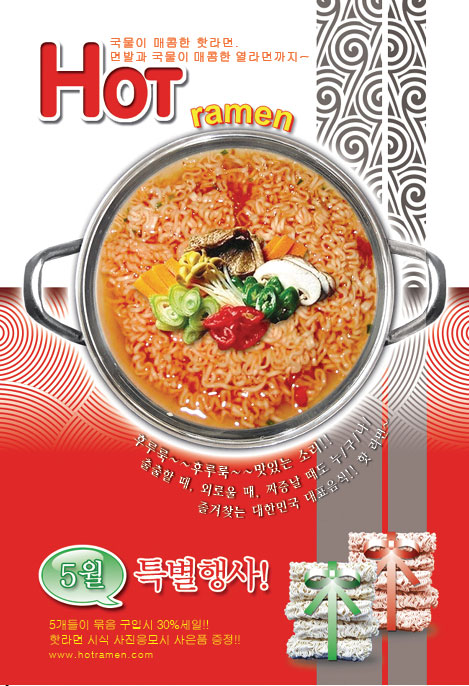 국물이 매콤한 핫라면.
면발과 국물이 매콤한 열라면까지~
HOT
ramen
후루룩~~후루룩~~맛있는 소리!!
출출할 때, 외로울 때, 짜증날 때도 누/구/나!
즐겨찾는 대한민국 대표음식!! 핫 라면~
5월 특별행사!
5개들이 묶음 구입시 30%세일!!
핫라면 시식 사진응모시 사은품 증정!!
www.hotramen.com